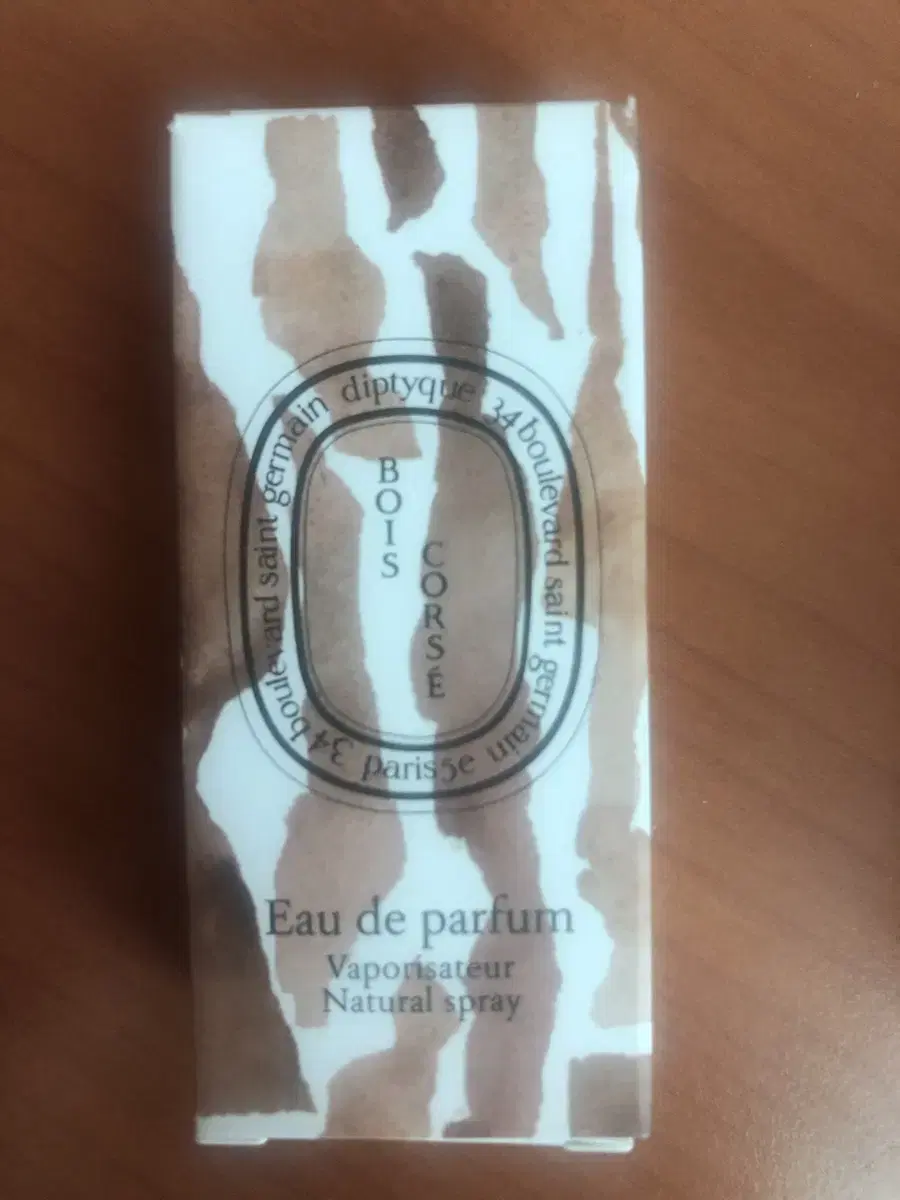 diptyque 34 boulevard saint germain paris 5e 34 boulevard saint germain
BOIS
CORSÉ
Eau de parfum
Vaporisateur
Natural spray